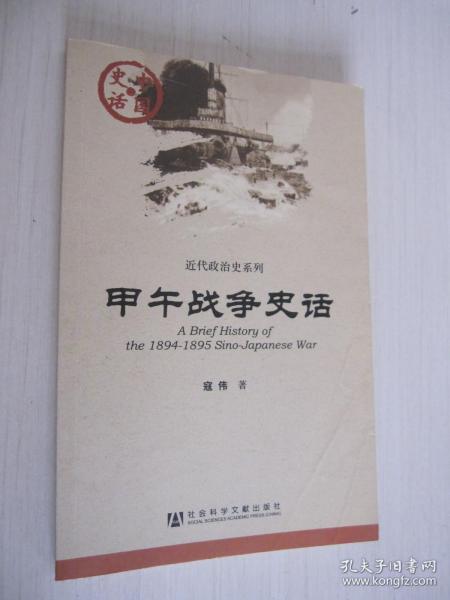 中国
史话
近代政治史系列
甲午战争史话
A Brief History of
the 1894-1895 Sino-Japanese War
寇 伟 著
社会科学文献出版社
SOCIAL SCIENCES ACADEMIC PRESS (CHINA)
孔夫子旧书网
www.kongfz.com